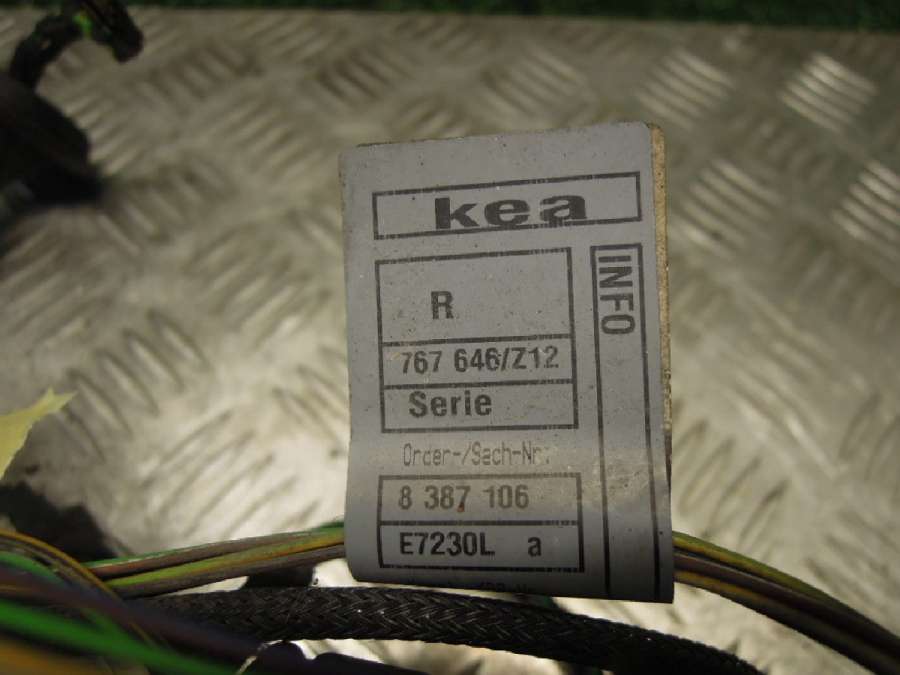 kea
R
767 646/Z12
Serie
INFO
Order-/Sach-Nr.
8 387 106
E7230L a